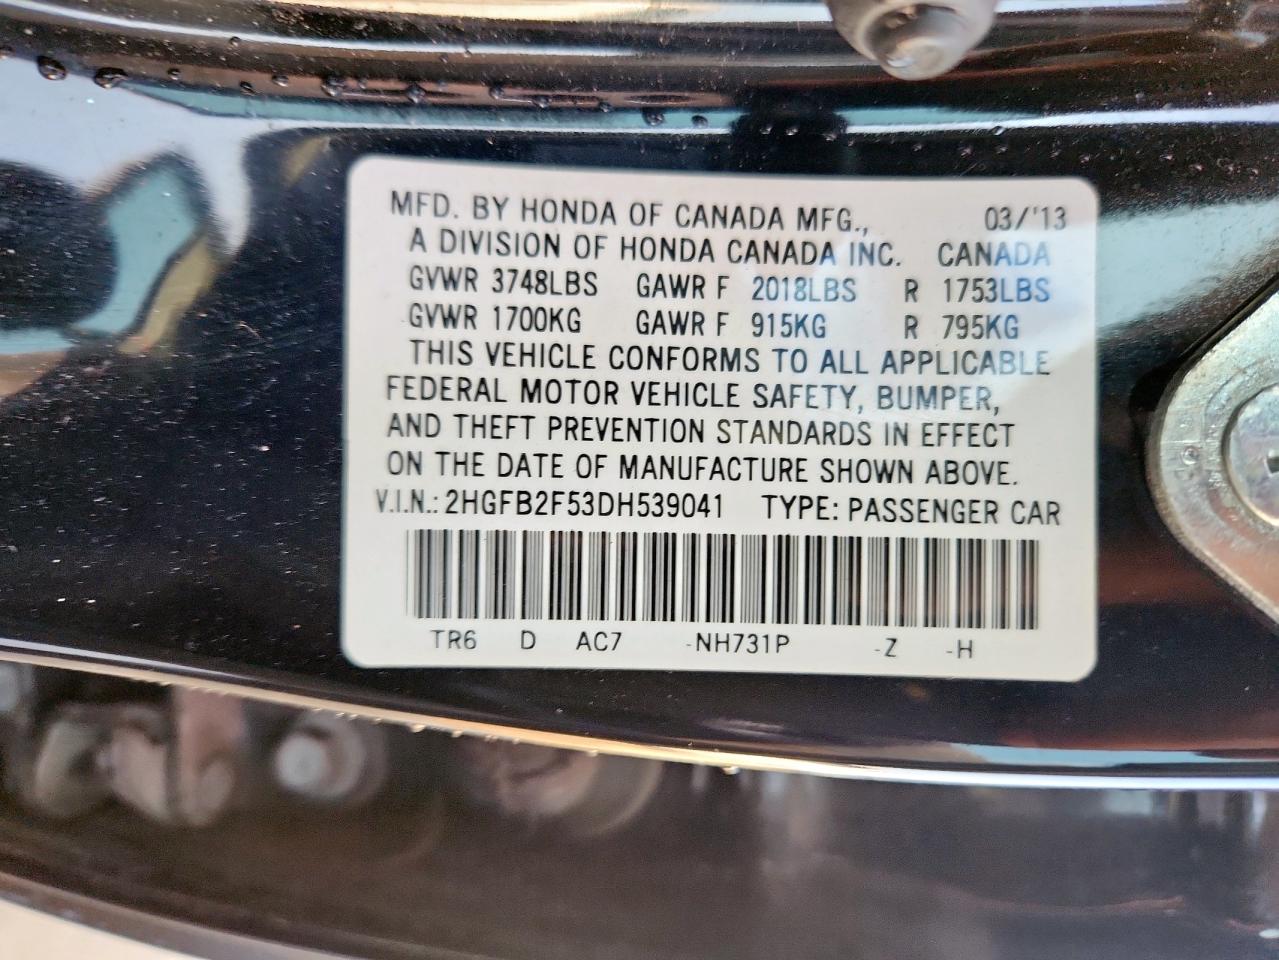 MFD. BY HONDA OF CANADA MFG., 03/'13
A DIVISION OF HONDA CANADA INC. CANADA
GVWR 3748LBS GAWR F 2018LBS R 1753LBS
GVWR 1700KG GAWR F 915KG R 795KG
THIS VEHICLE CONFORMS TO ALL APPLICABLE
FEDERAL MOTOR VEHICLE SAFETY, BUMPER,
AND THEFT PREVENTION STANDARDS IN EFFECT
ON THE DATE OF MANUFACTURE SHOWN ABOVE.
V.I.N.: 2HGFB2F53DH539041 TYPE: PASSENGER CAR
TR6 D AC7 -NH731P -Z -H